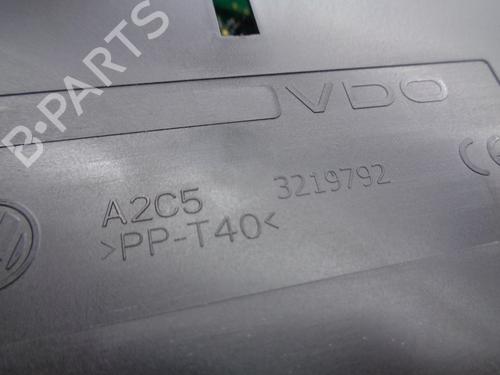 B-PARTS
VDO
A2C5 3219792
>PP-T40<
CE